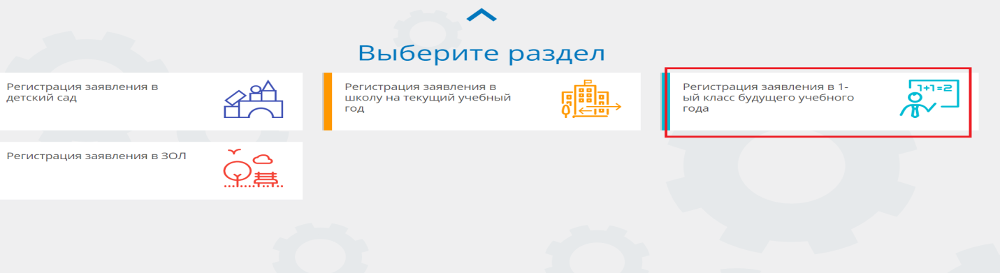 Выберите раздел
Регистрация заявления в
детский сад
Регистрация заявления в
школу на текущий учебный
год
Регистрация заявления в 1-
ый класс будущего учебного
года
1+1=2
Регистрация заявления в ЗОЛ